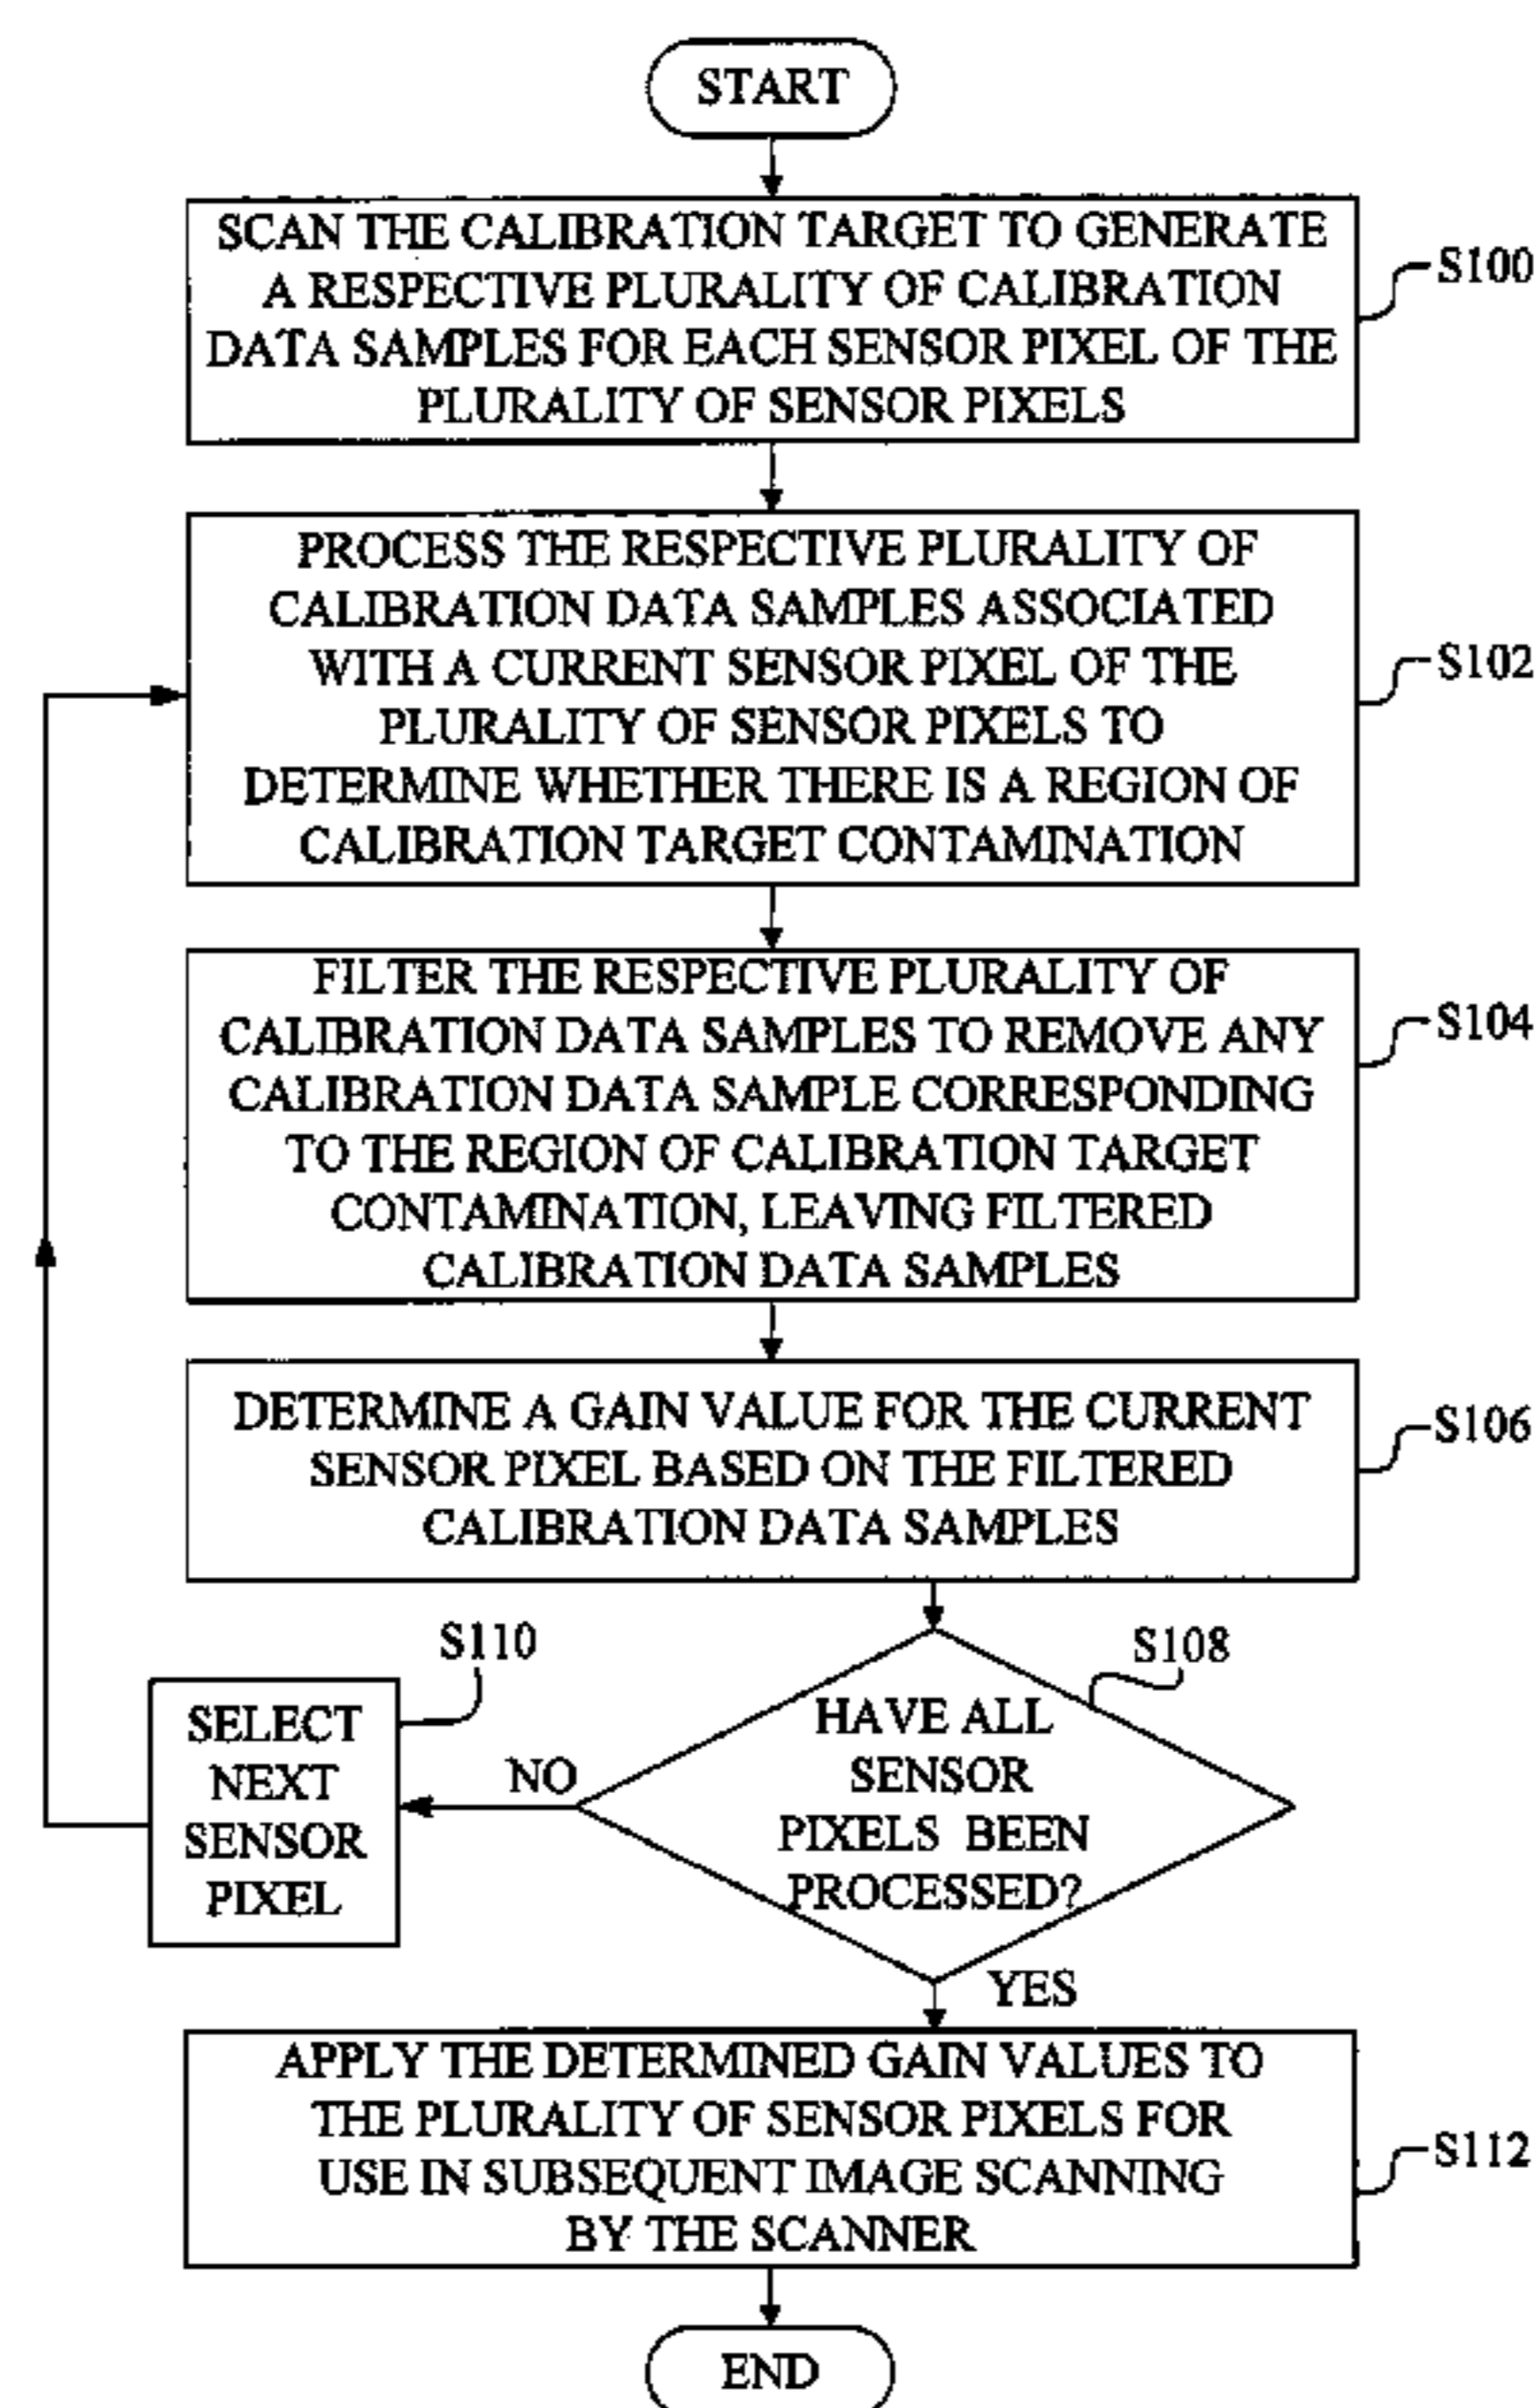 START
SCAN THE CALIBRATION TARGET TO GENERATE
A RESPECTIVE PLURALITY OF CALIBRATION
DATA SAMPLES FOR EACH SENSOR PIXEL OF THE
PLURALITY OF SENSOR PIXELS
S100
PROCESS THE RESPECTIVE PLURALITY OF
CALIBRATION DATA SAMPLES ASSOCIATED
WITH A CURRENT SENSOR PIXEL OF THE
PLURALITY OF SENSOR PIXELS TO
DETERMINE WHETHER THERE IS A REGION OF
CALIBRATION TARGET CONTAMINATION
S102
FILTER THE RESPECTIVE PLURALITY OF
CALIBRATION DATA SAMPLES TO REMOVE ANY
CALIBRATION DATA SAMPLE CORRESPONDING
TO THE REGION OF CALIBRATION TARGET
CONTAMINATION, LEAVING FILTERED
CALIBRATION DATA SAMPLES
S104
DETERMINE A GAIN VALUE FOR THE CURRENT
SENSOR PIXEL BASED ON THE FILTERED
CALIBRATION DATA SAMPLES
S106
S108
HAVE ALL
SENSOR
PIXELS BEEN
PROCESSED?
NO
S110
SELECT
NEXT
SENSOR
PIXEL
YES
APPLY THE DETERMINED GAIN VALUES TO
THE PLURALITY OF SENSOR PIXELS FOR
USE IN SUBSEQUENT IMAGE SCANNING
BY THE SCANNER
S112
END